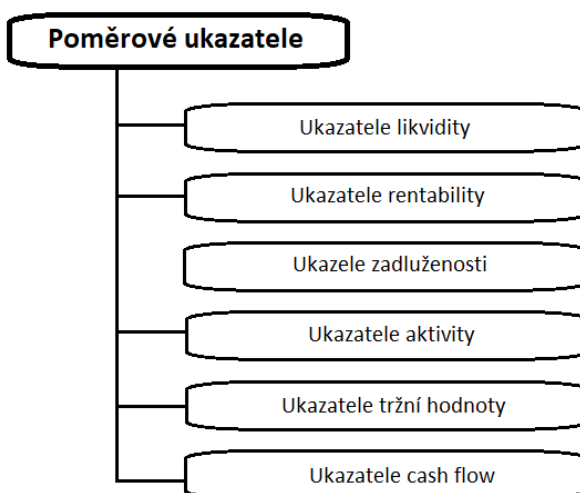 Poměrové ukazatele
Ukazatele likvidity
Ukazatele rentability
Ukazele zadluženosti
Ukazatele aktivity
Ukazatele tržní hodnoty
Ukazatele cash flow